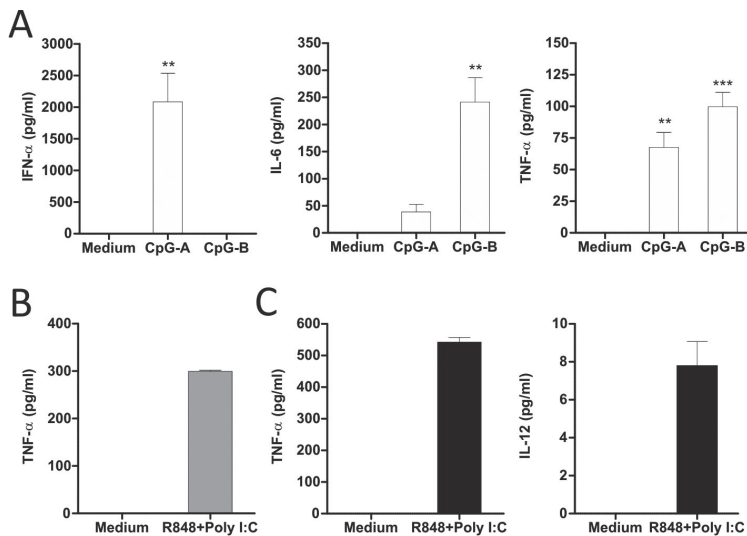 A
3000
2500
2000
1500
1000
500
0
IFN-α (pg/ml)
**
Medium CpG-A CpG-B
350
300
250
200
150
100
50
0
IL-6 (pg/ml)
**
Medium CpG-A CpG-B
150
125
100
75
50
25
0
TNF-α (pg/ml)
**
***
Medium CpG-A CpG-B
B
400
300
200
100
0
TNF-α (pg/ml)
Medium R848+Poly I:C
C
600
500
400
300
200
100
0
TNF-α (pg/ml)
Medium R848+Poly I:C
10
8
6
4
2
0
IL-12 (pg/ml)
Medium R848+Poly I:C